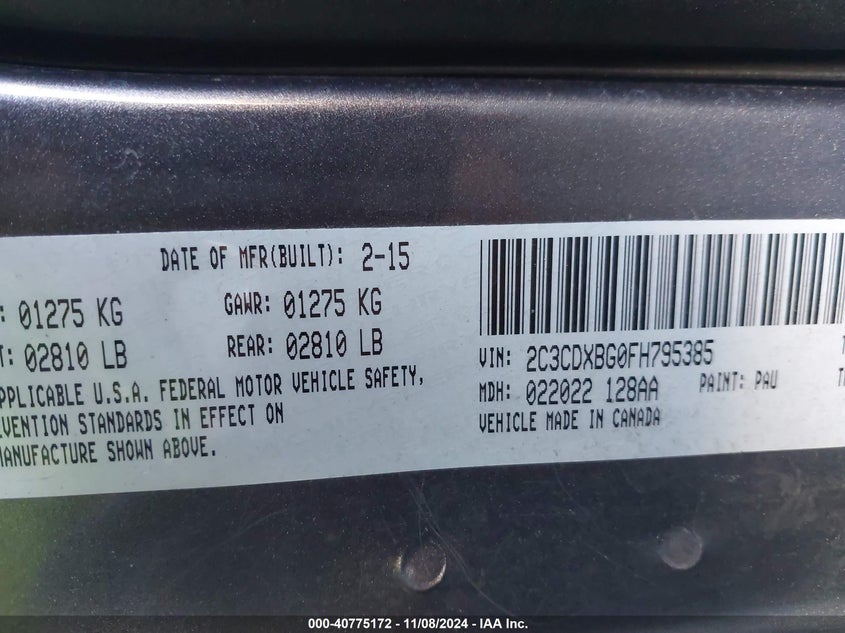 DATE OF MFR(BUILT): 2-15
: 01275 KG GAWR: 01275 KG
T: 02810 LB REAR: 02810 LB
PPLICABLE U.S.A. FEDERAL MOTOR VEHICLE SAFETY,
EVENTION STANDARDS IN EFFECT ON
MANUFACTURE SHOWN ABOVE.
VIN: 2C3CDXBG0FH795385
MDH: 022022 128AA PAINT: PAU
VEHICLE MADE IN CANADA
000-40775172 - 11/08/2024 - IAA Inc.